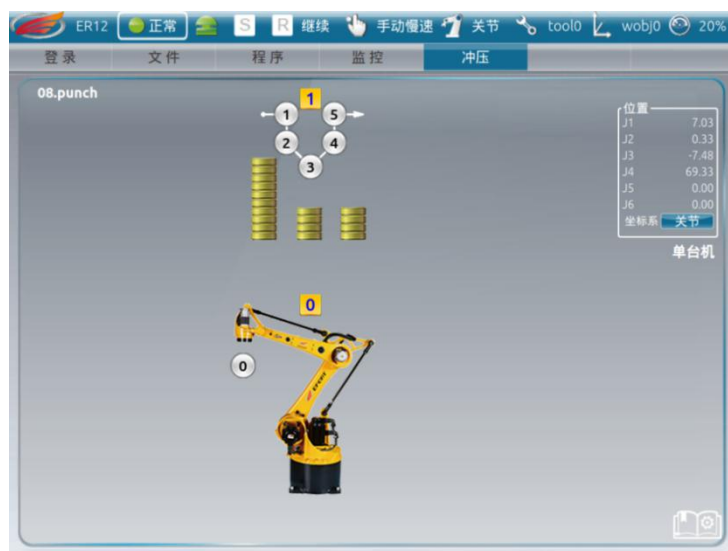 ER12 正常 S R 继续 手动慢速 关节 tool0 wobj0 20%
登录 文件 程序 监控 冲压
08.punch
1
1 5
2 4
3
位置
J1 7.03
J2 0.33
J3 -7.48
J4 69.33
J5 0.00
J6 0.00
坐标系 关节
单台机
0
0